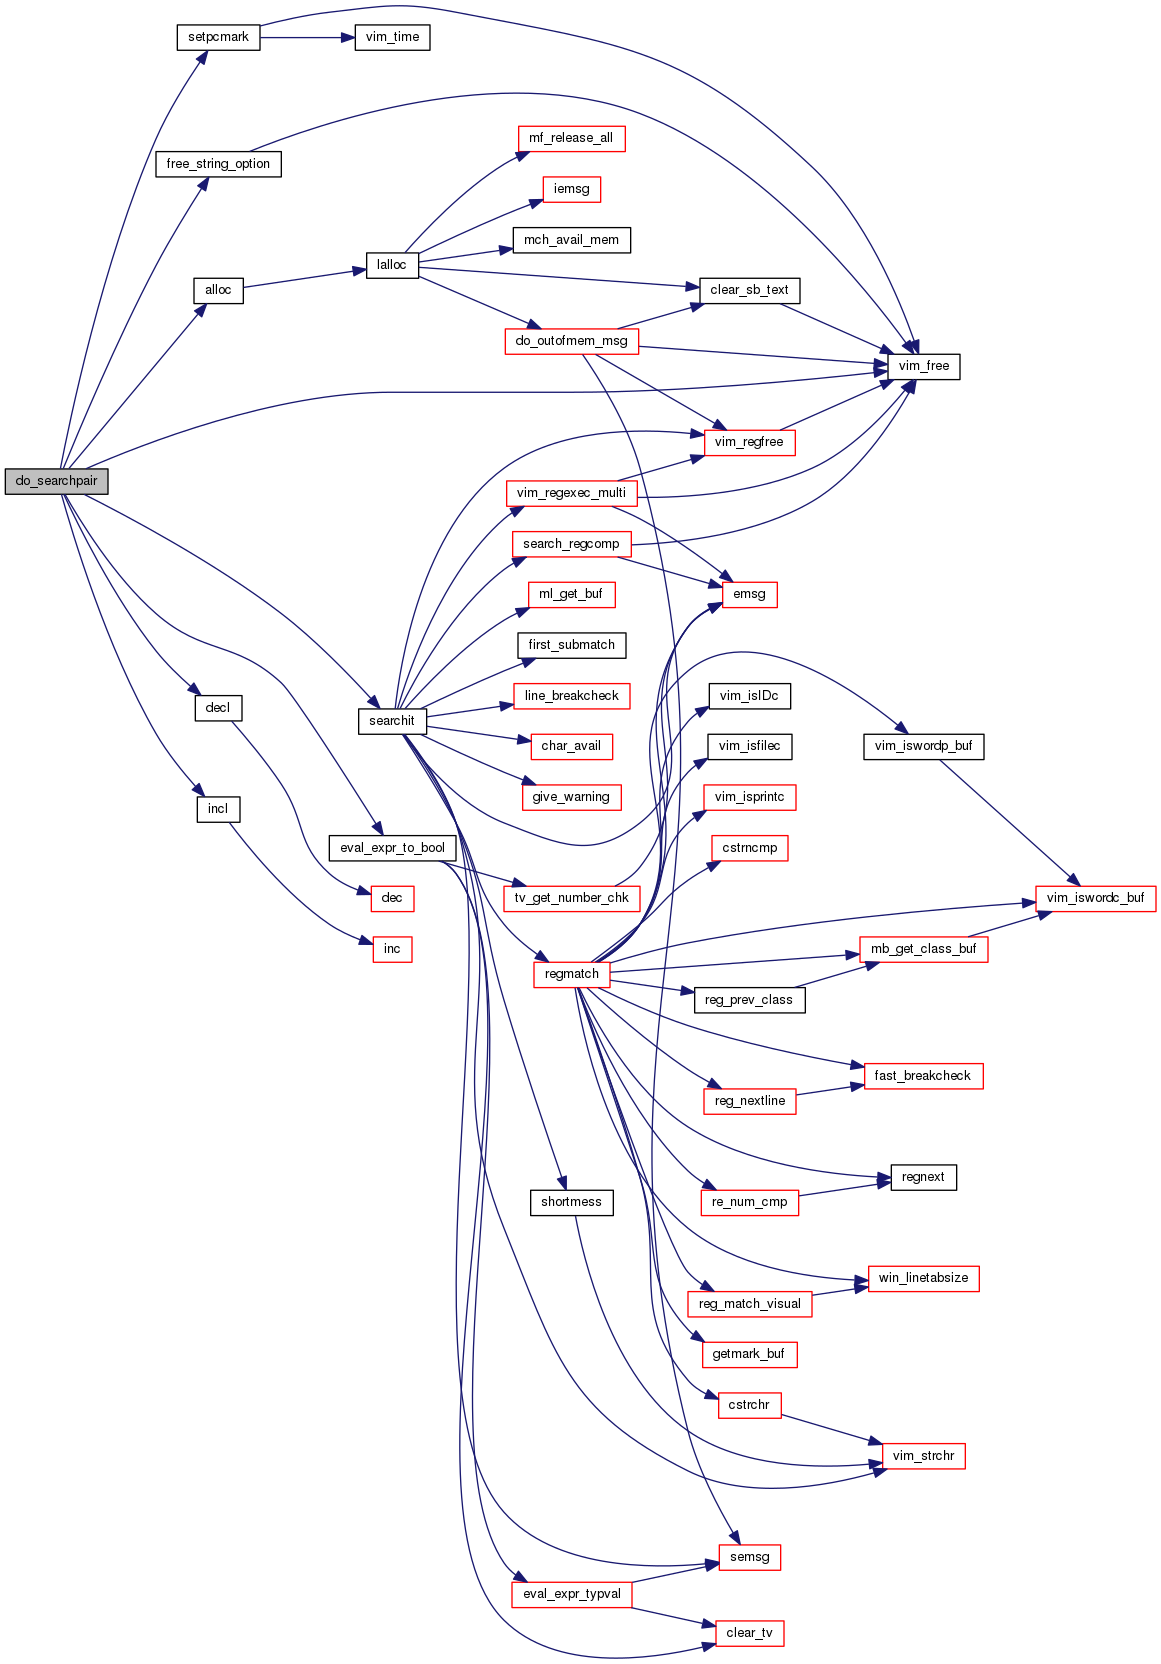 setpcmark
vim_time
mf_release_all
free_string_option
iemsg
mch_avail_mem
lalloc
alloc
clear_sb_text
do_outofmem_msg
vim_free
vim_regfree
do_searchpair
vim_regexec_multi
search_regcomp
ml_get_buf
emsg
first_submatch
line_breakcheck
vim_isIDc
decl
searchit
char_avail
vim_isfilec
vim_iswordp_buf
give_warning
vim_isprintc
incl
eval_expr_to_bool
cstrncmp
dec
tv_get_number_chk
vim_iswordc_buf
inc
mb_get_class_buf
regmatch
reg_prev_class
fast_breakcheck
reg_nextline
regnext
shortmess
re_num_cmp
win_linetabsize
reg_match_visual
getmark_buf
cstrchr
vim_strchr
semsg
eval_expr_typval
clear_tv